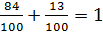 84/100 + 13/100 = 1